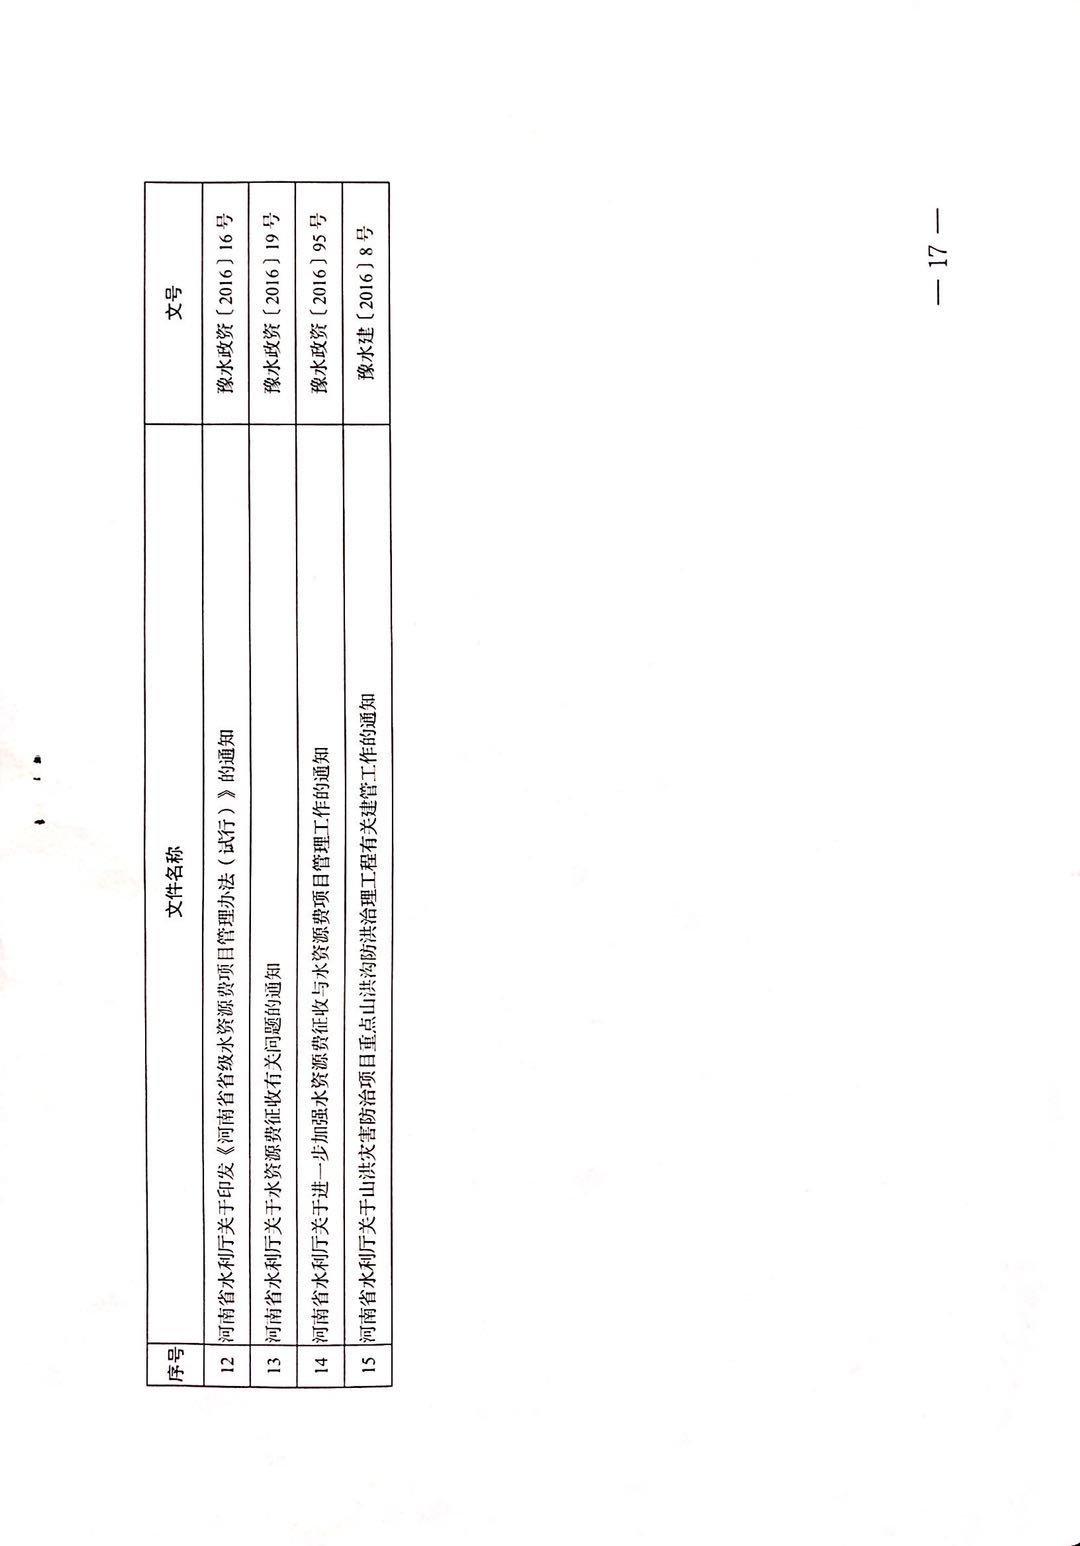 序号 文件名称 文号
12 河南省水利厅关于印发《河南省省级水资源费项目管理办法（试行）》的通知 豫水政资〔2016〕16号
13 河南省水利厅关于水资源费征收有关问题的通知 豫水政资〔2016〕19号
14 河南省水利厅关于进一步加强水资源费征收与水资源费项目管理工作的通知 豫水政资〔2016〕95号
15 河南省水利厅关于山洪灾害防治项目重点山洪沟防洪治理工程有关建管工作的通知 豫水建〔2016〕8号
— 17 —